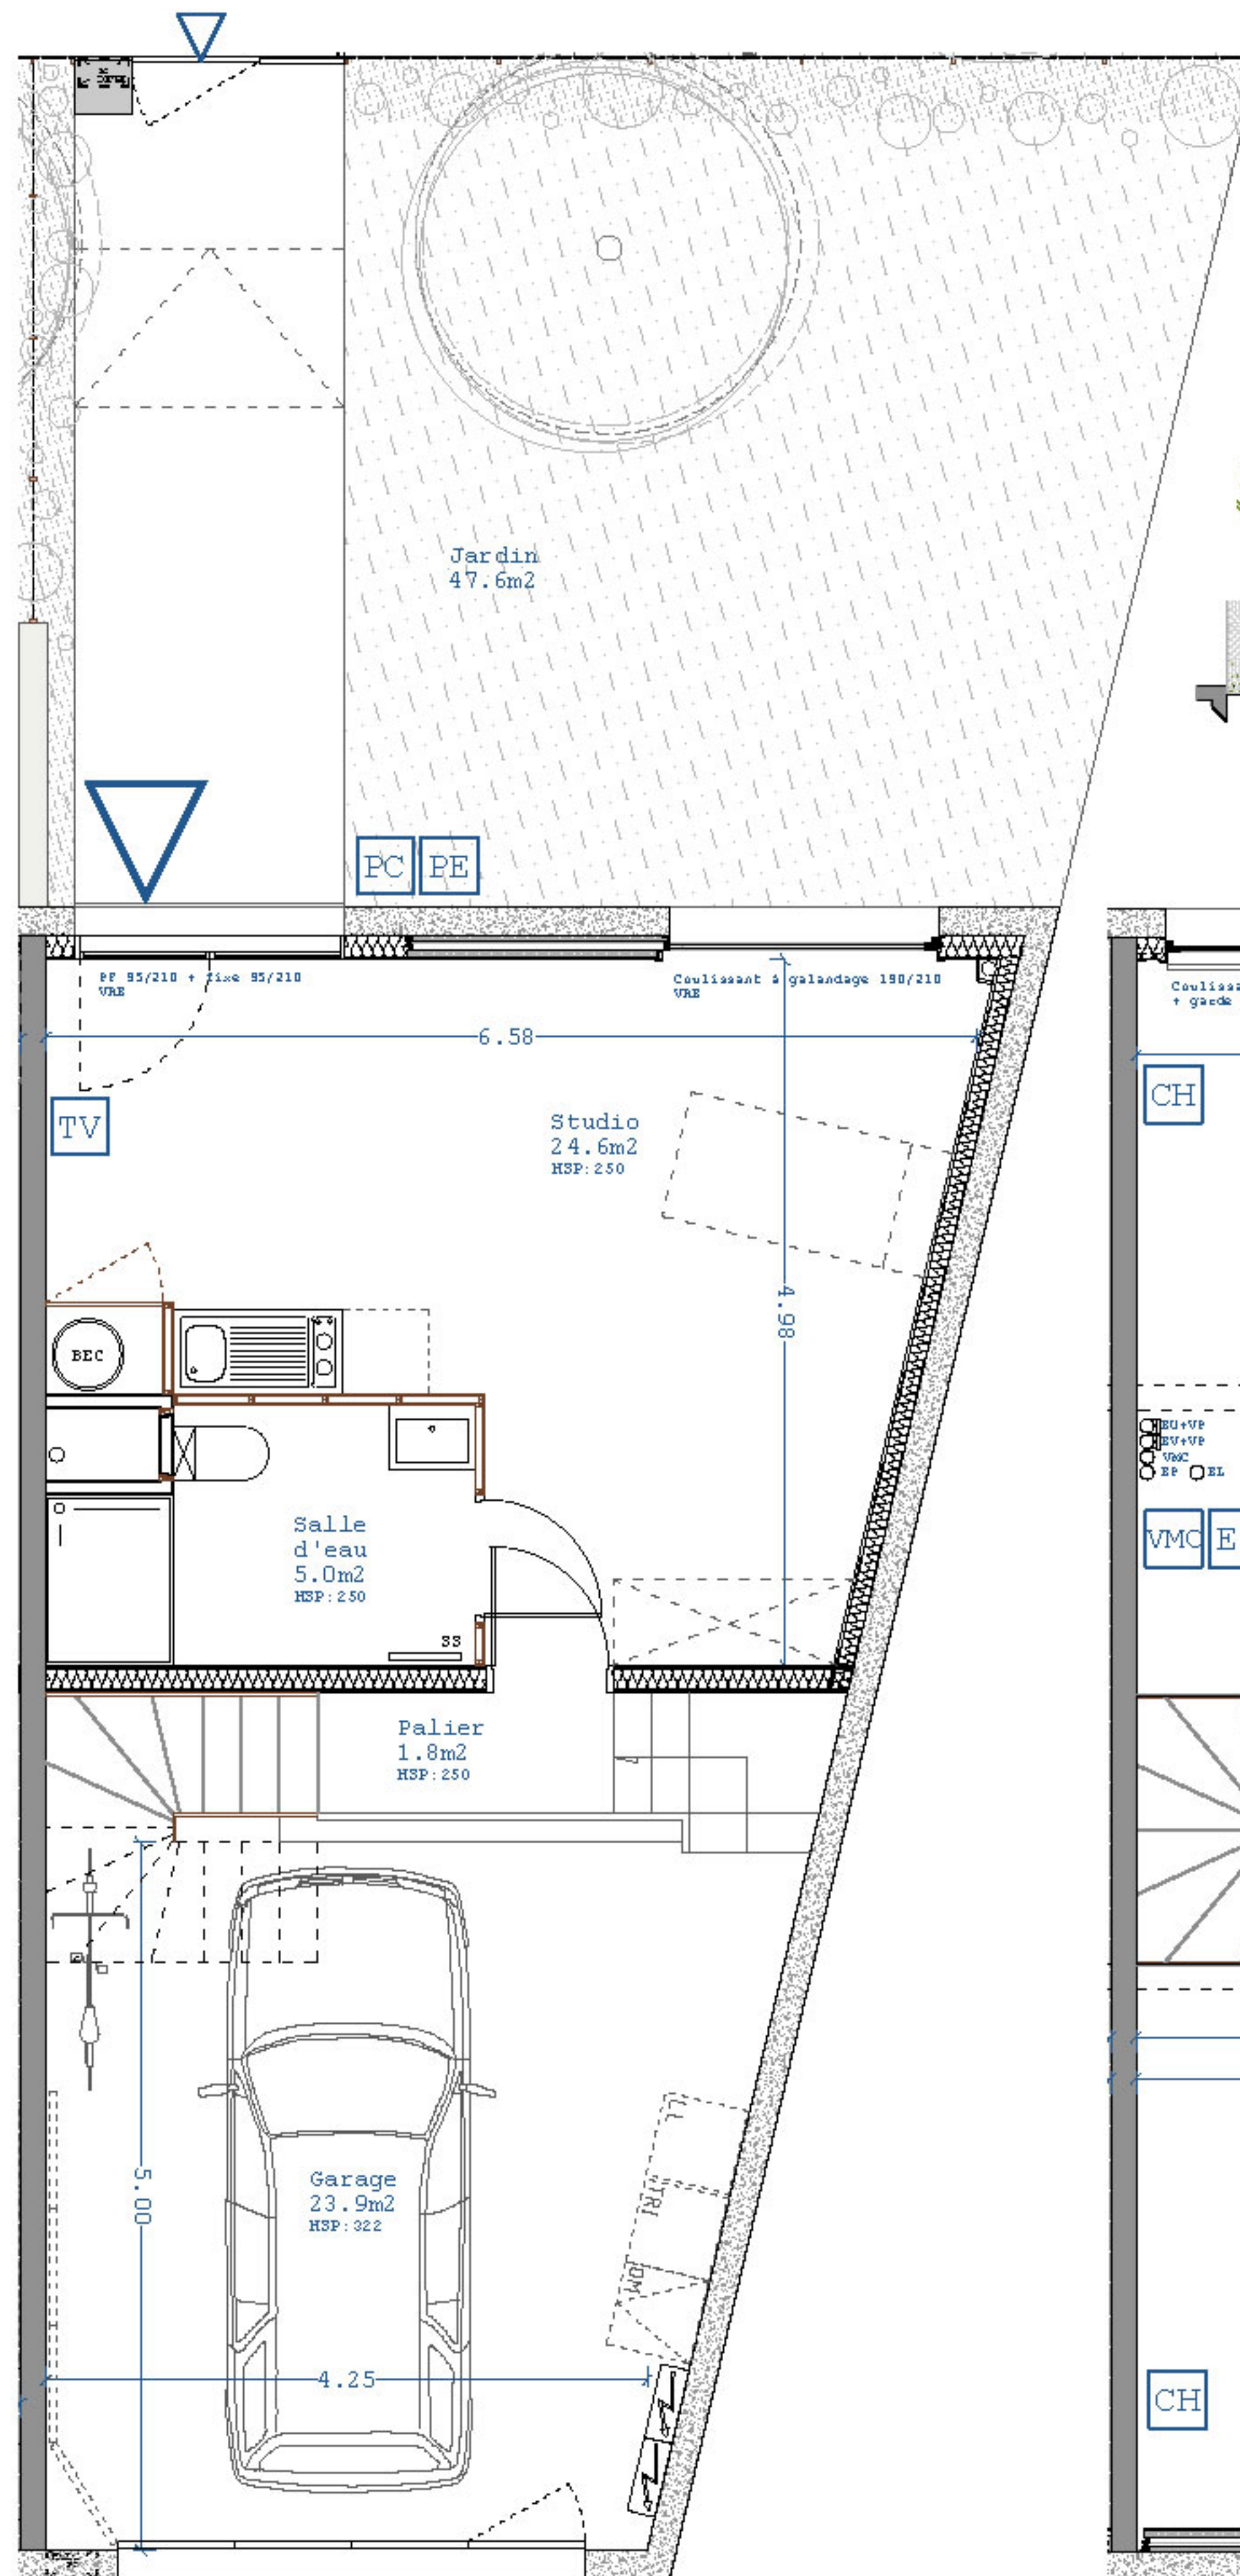 Jardin
47.6m2
PC PE
PF 95/210 + fixe 95/210
VRE
Coulissant à galandage 190/210
VRE
6.58
TV
Studio
24.6m2
HSP:250
4.98
BEC
Salle
d'eau
5.0m2
HSP:250
SS
Palier
1.8m2
HSP:250
LL
TRI
OM
5.00
Garage
23.9m2
HSP:322
4.25
Coulissa
+ garde
CH
EU+VP
EV+VP
VMC
EP EL
VMC E
CH